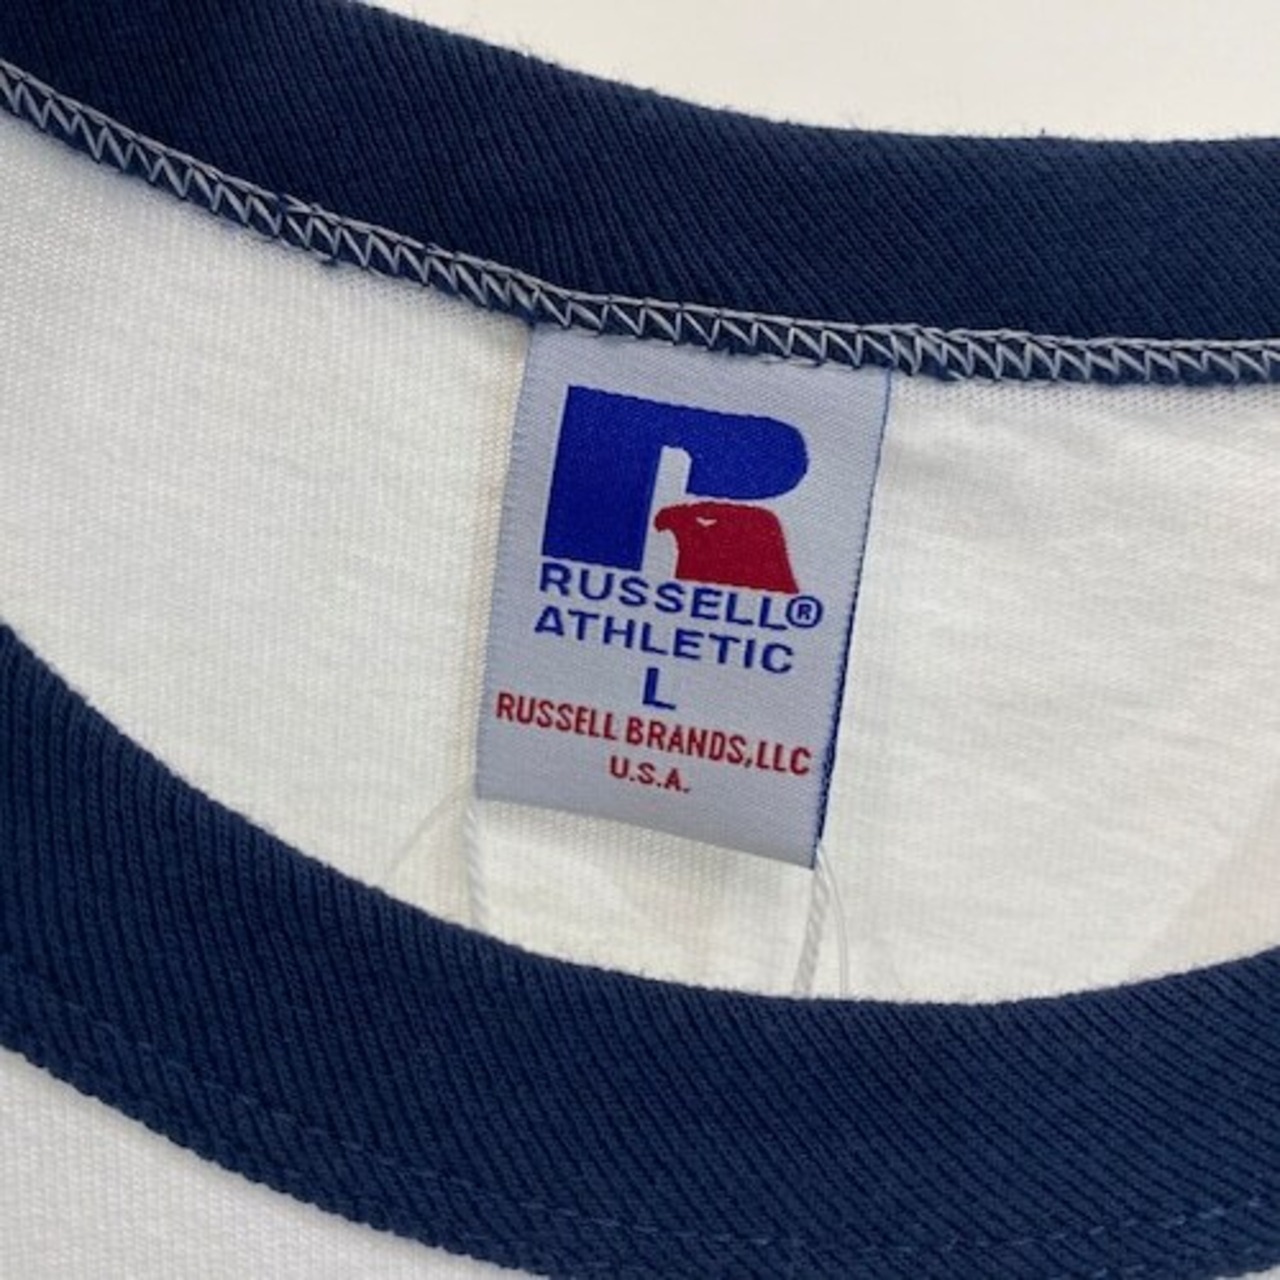 RUSSELL®
ATHLETIC
L
RUSSELL BRANDS, LLC
U.S.A.